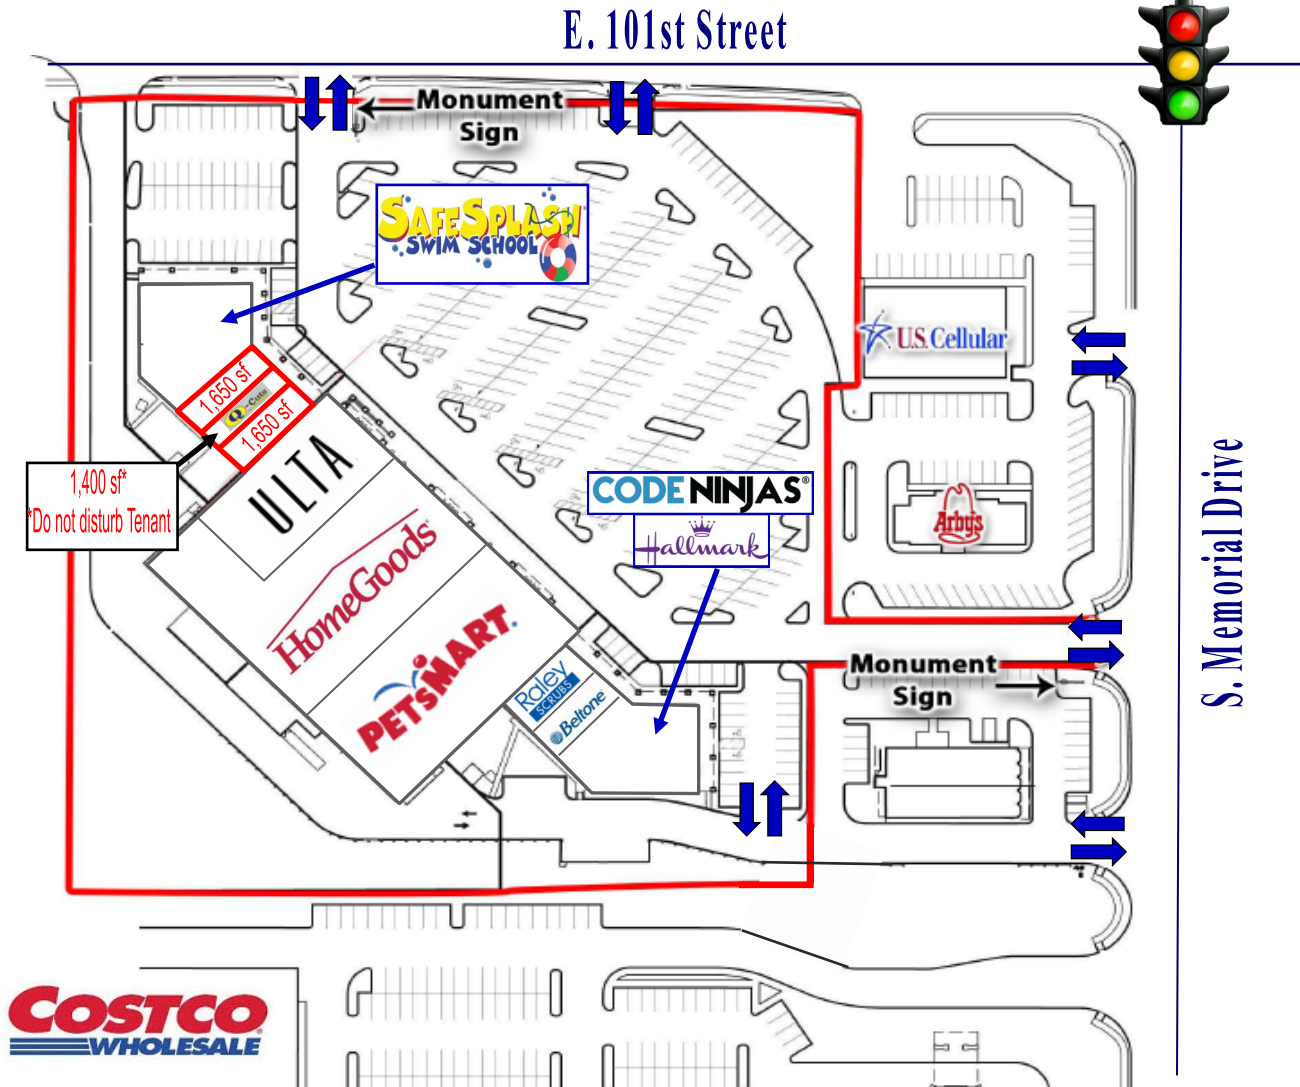 E. 101st Street
Monument
Sign
SAFESPLASH
SWIM SCHOOL
U.S. Cellular
1,650 sf
Q-Cuts
1,650 sf
1,400 sf*
*Do not disturb Tenant
ULTA
CODE NINJAS®
Hallmark
Arby's
HomeGoods
PETSMART
S. Memorial Drive
Monument
Sign
Raley
SCRUBS
Beltone
COSTCO
WHOLESALE